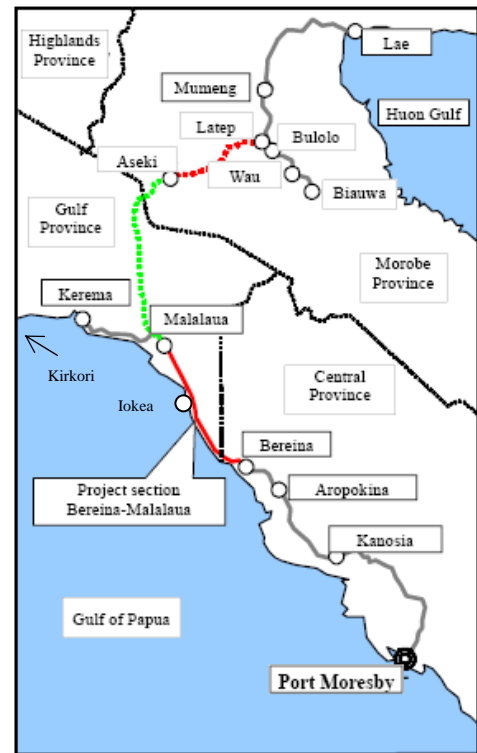 Highlands
Province
Lae
Mumeng
Huon Gulf
Latep
Bulolo
Aseki
Wau
Biauwa
Gulf
Province
Morobe
Province
Kerema
Malalaua
Kirkori
Central
Province
Iokea
Bereina
Project section
Bereina-Malalaua
Aropokina
Kanosia
Gulf of Papua
Port Moresby